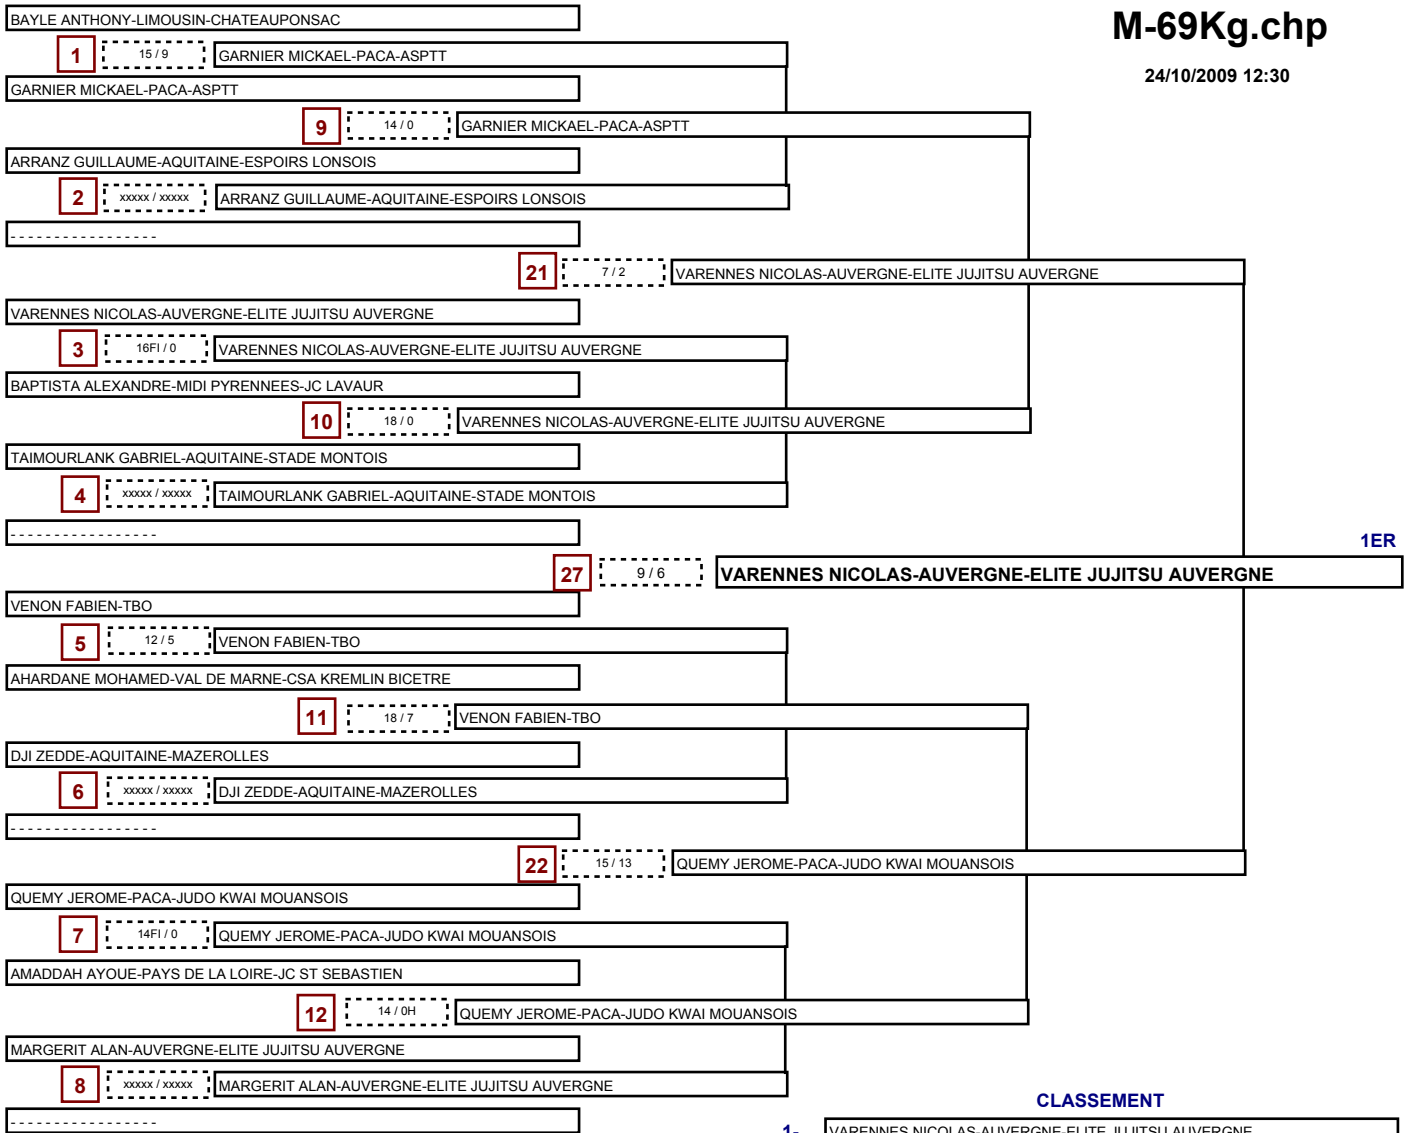 BAYLE ANTHONY-LIMOUSIN-CHATEAUPONSAC
M-69Kg.chp
1 15 / 9 GARNIER MICKAEL-PACA-ASPTT
24/10/2009 12:30
GARNIER MICKAEL-PACA-ASPTT
9 14 / 0 GARNIER MICKAEL-PACA-ASPTT
ARRANZ GUILLAUME-AQUITAINE-ESPOIRS LONSOIS
2 xxxxx / xxxxx ARRANZ GUILLAUME-AQUITAINE-ESPOIRS LONSOIS
- - - - - - - - - - - - - - - - -
21 7 / 2 VARENNES NICOLAS-AUVERGNE-ELITE JUJITSU AUVERGNE
VARENNES NICOLAS-AUVERGNE-ELITE JUJITSU AUVERGNE
3 16FI / 0 VARENNES NICOLAS-AUVERGNE-ELITE JUJITSU AUVERGNE
BAPTISTA ALEXANDRE-MIDI PYRENNEES-JC LAVAUR
10 18 / 0 VARENNES NICOLAS-AUVERGNE-ELITE JUJITSU AUVERGNE
TAIMOURLANK GABRIEL-AQUITAINE-STADE MONTOIS
4 xxxxx / xxxxx TAIMOURLANK GABRIEL-AQUITAINE-STADE MONTOIS
- - - - - - - - - - - - - - - - -
1ER
27 9 / 6 VARENNES NICOLAS-AUVERGNE-ELITE JUJITSU AUVERGNE
VENON FABIEN-TBO
5 12 / 5 VENON FABIEN-TBO
AHARDANE MOHAMED-VAL DE MARNE-CSA KREMLIN BICETRE
11 18 / 7 VENON FABIEN-TBO
DJI ZEDDE-AQUITAINE-MAZEROLLES
6 xxxxx / xxxxx DJI ZEDDE-AQUITAINE-MAZEROLLES
- - - - - - - - - - - - - - - - -
22 15 / 13 QUEMY JEROME-PACA-JUDO KWAI MOUANSOIS
QUEMY JEROME-PACA-JUDO KWAI MOUANSOIS
7 14FI / 0 QUEMY JEROME-PACA-JUDO KWAI MOUANSOIS
AMADDAH AYOUE-PAYS DE LA LOIRE-JC ST SEBASTIEN
12 14 / 0H QUEMY JEROME-PACA-JUDO KWAI MOUANSOIS
MARGERIT ALAN-AUVERGNE-ELITE JUJITSU AUVERGNE
8 xxxxx / xxxxx MARGERIT ALAN-AUVERGNE-ELITE JUJITSU AUVERGNE
CLASSEMENT
- - - - - - - - - - - - - - - - -
1- VARENNES NICOLAS-AUVERGNE-ELITE JUJITSU AUVERGNE